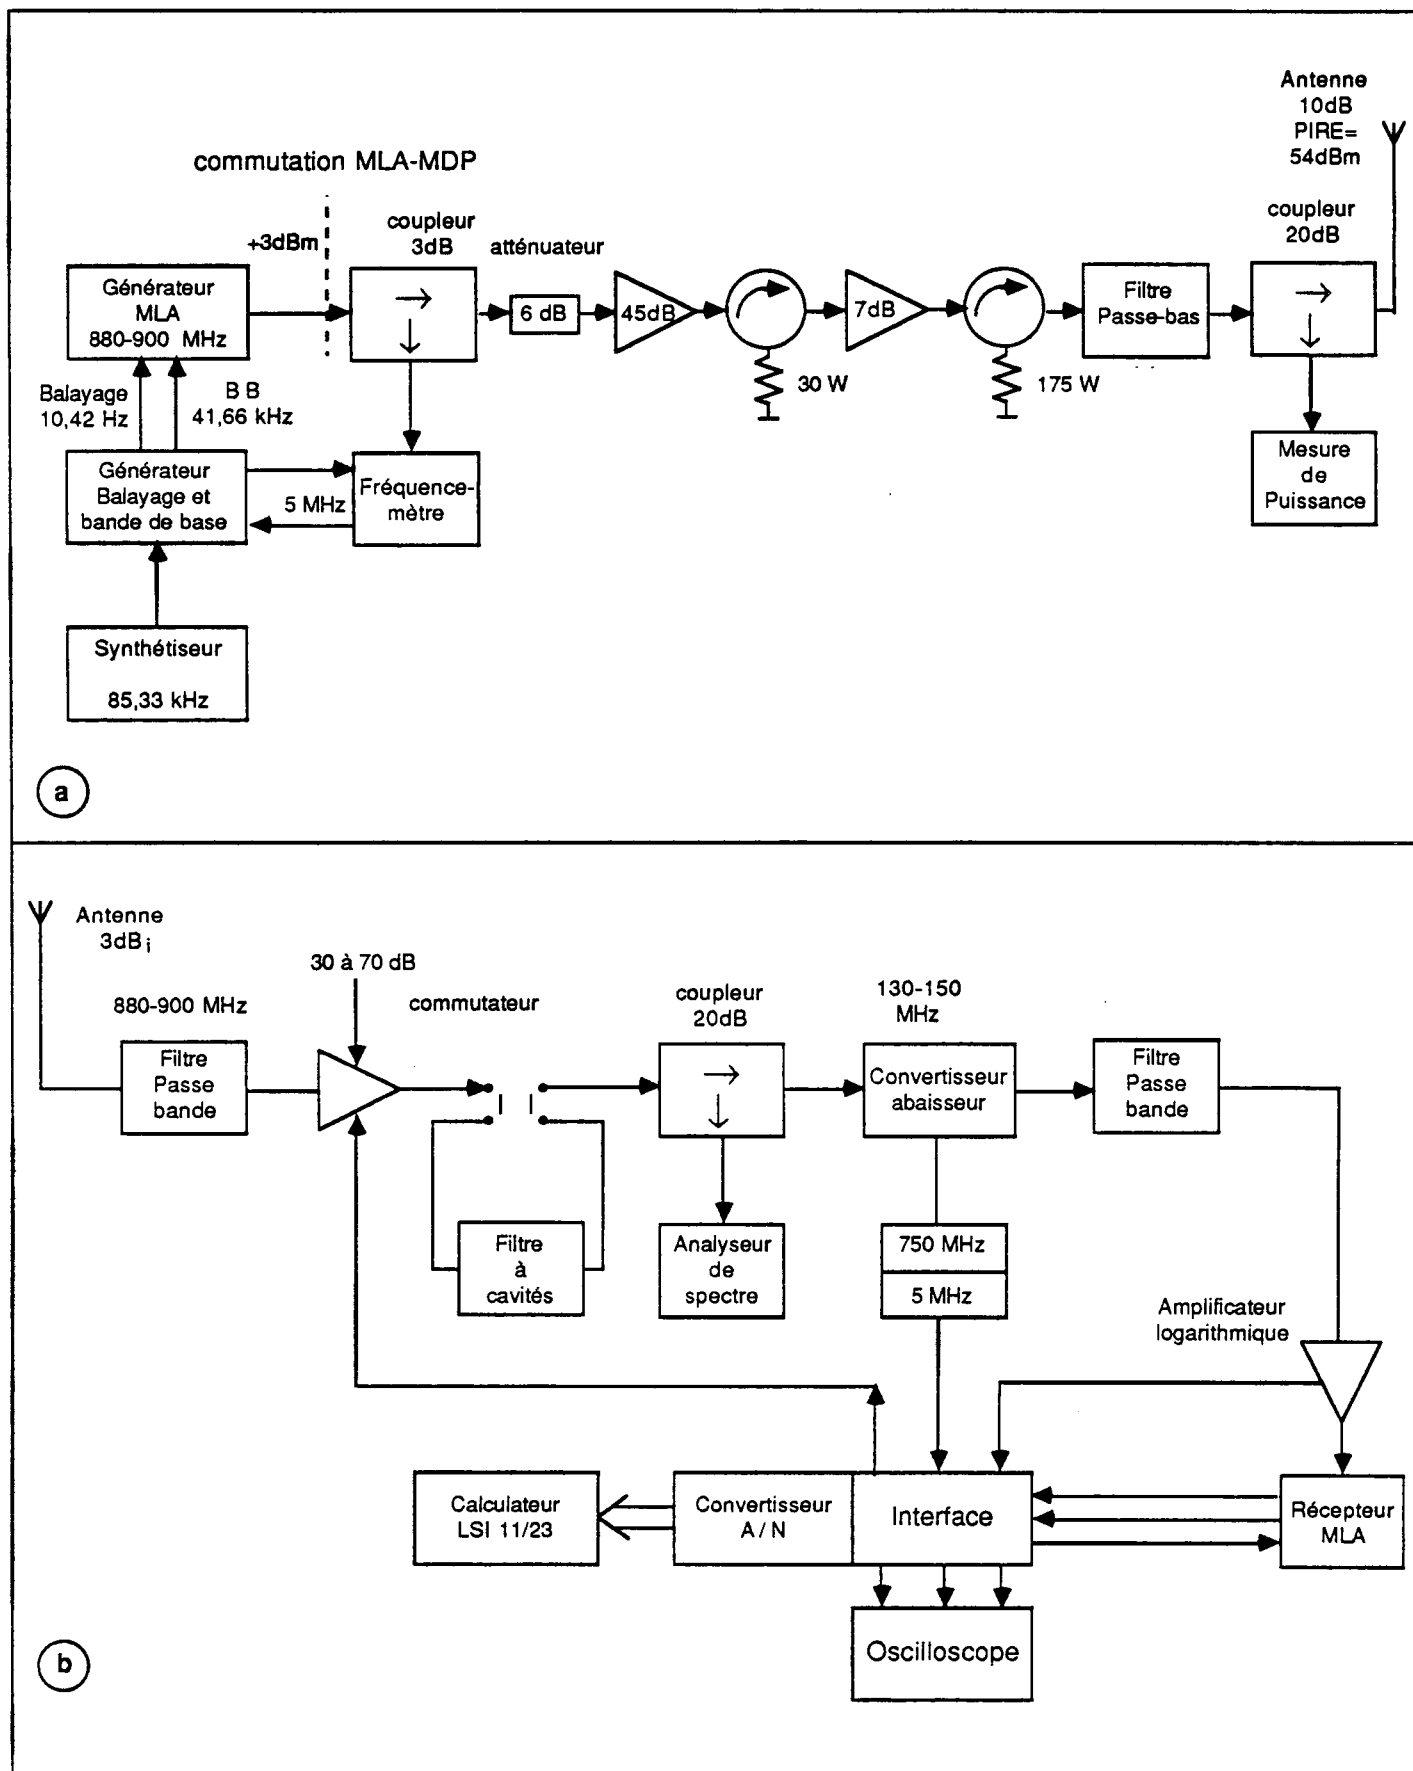 Antenne
10dB
PIRE=
54dBm
commutation MLA-MDP
+3dBm
coupleur
3dB
atténuateur
coupleur
20dB
Générateur
MLA
880-900 MHz
6 dB
45dB
7dB
Filtre
Passe-bas
30 W
175 W
Balayage
10,42 Hz
B B
41,66 kHz
Générateur
Balayage et
bande de base
5 MHz
Fréquence-
mètre
Mesure
de
Puissance
Synthétiseur
85,33 kHz
a
Antenne
3dBi
30 à 70 dB
880-900 MHz
commutateur
coupleur
20dB
130-150
MHz
Filtre
Passe
bande
Convertisseur
abaisseur
Filtre
Passe
bande
Filtre
à
cavités
Analyseur
de
spectre
750 MHz
5 MHz
Amplificateur
logarithmique
Calculateur
LSI 11/23
Convertisseur
A / N
Interface
Récepteur
MLA
Oscilloscope
b